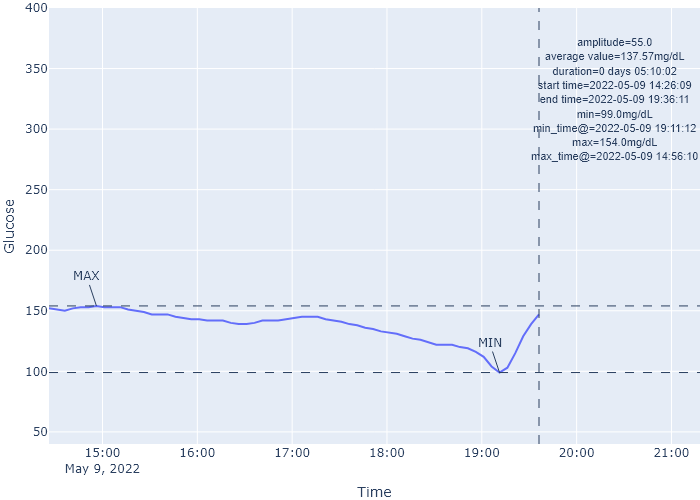 400
350
300
250
200
150
100
50
Glucose
amplitude=55.0
average value=137.57mg/dL
duration=0 days 05:10:02
start time=2022-05-09 14:26:09
end time=2022-05-09 19:36:11
min=99.0mg/dL
min_time@=2022-05-09 19:11:12
max=154.0mg/dL
max_time@=2022-05-09 14:56:10
MAX
MIN
15:00 16:00 17:00 18:00 19:00 20:00 21:00
May 9, 2022
Time